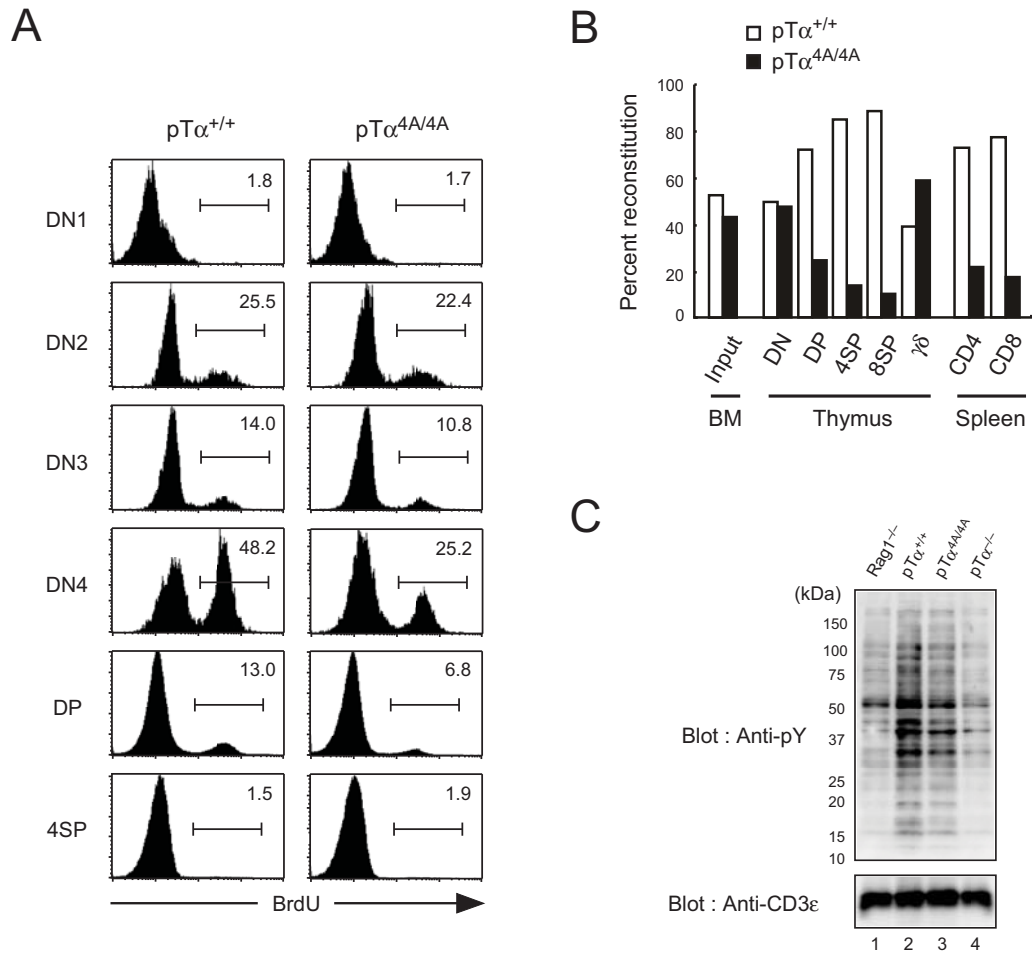 A
pTα+/+ pTα4A/4A
DN1 1.8 1.7
DN2 25.5 22.4
DN3 14.0 10.8
DN4 48.2 25.2
DP 13.0 6.8
4SP 1.5 1.9
BrdU
B
pTα+/+
pTα4A/4A
Percent reconstitution
100
80
60
40
20
0
Input DN DP 4SP 8SP γδ CD4 CD8
BM Thymus Spleen
C
Rag1-/- pTα+/+ pTα4A/4A pTα-/-
(kDa)
150
100
75
50
37
25
20
15
10
Blot : Anti-pY
Blot : Anti-CD3ε
1 2 3 4